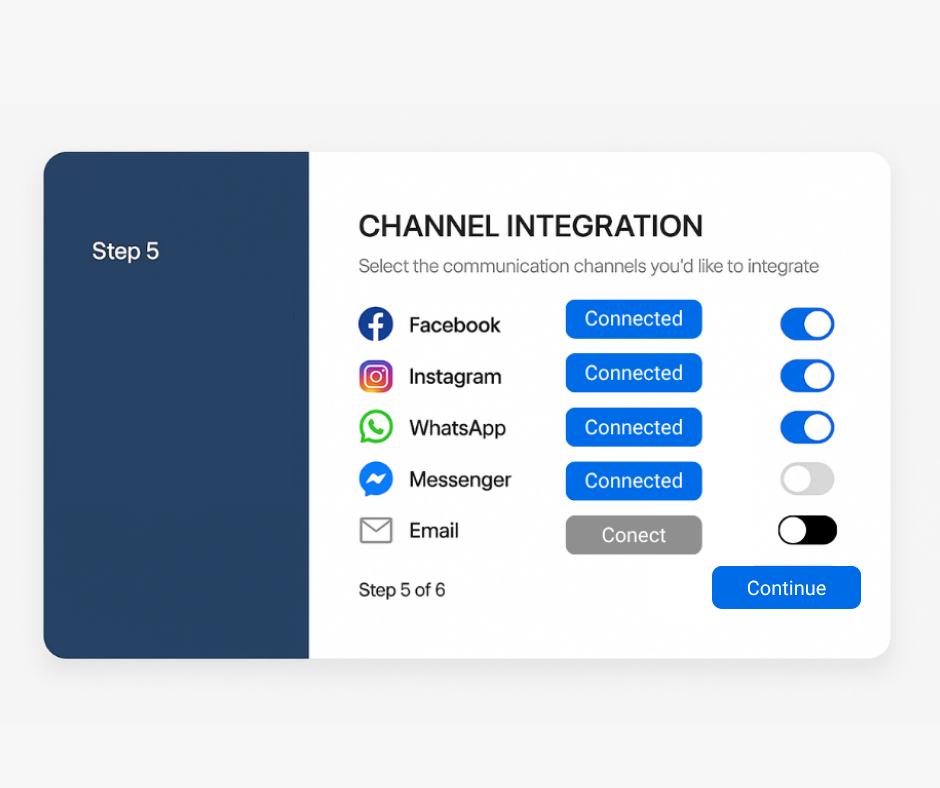 Step 5
CHANNEL INTEGRATION
Select the communication channels you'd like to integrate
Facebook Connected
Instagram Connected
WhatsApp Connected
Messenger Connected
Email Conect
Step 5 of 6 Continue